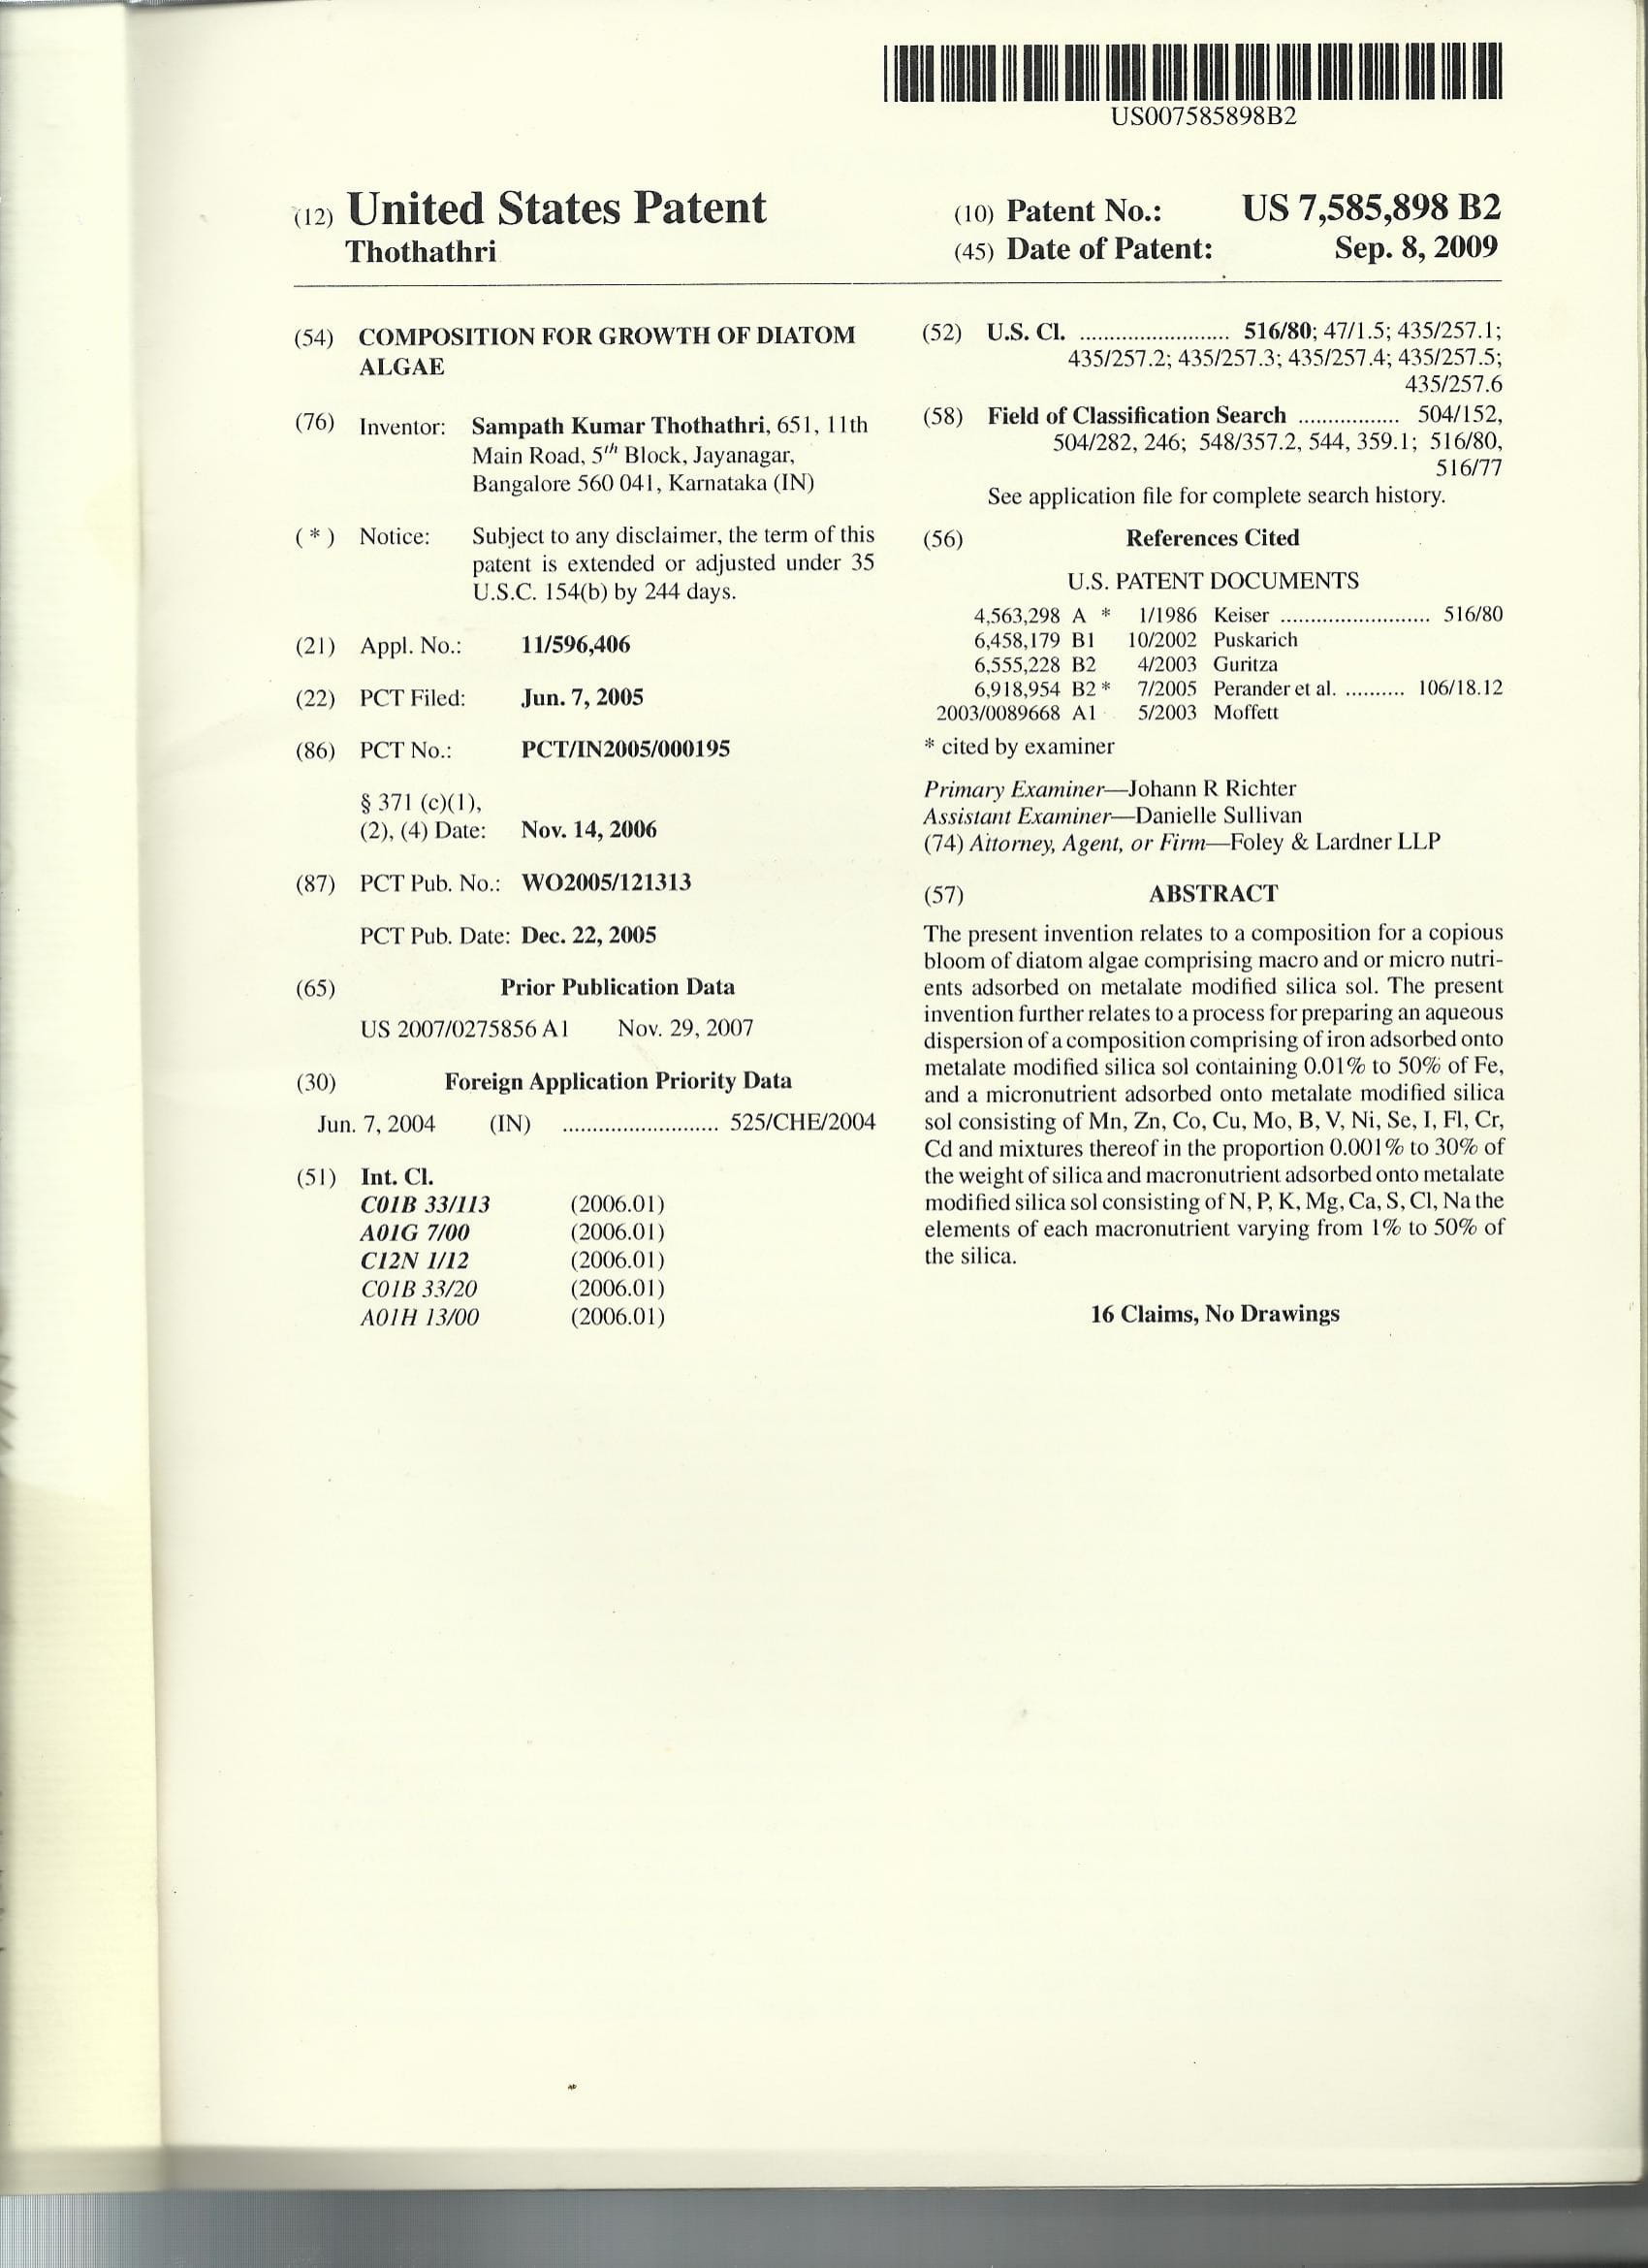 US007585898B2
(12) United States Patent
Thothathri
(10) Patent No.: US 7,585,898 B2
(45) Date of Patent: Sep. 8, 2009
(54) COMPOSITION FOR GROWTH OF DIATOM
ALGAE
(76) Inventor: Sampath Kumar Thothathri, 651, 11th
Main Road, 5th Block, Jayanagar,
Bangalore 560 041, Karnataka (IN)
( * ) Notice: Subject to any disclaimer, the term of this
patent is extended or adjusted under 35
U.S.C. 154(b) by 244 days.
(21) Appl. No.: 11/596,406
(22) PCT Filed: Jun. 7, 2005
(86) PCT No.: PCT/IN2005/000195
§ 371 (c)(1),
(2), (4) Date: Nov. 14, 2006
(87) PCT Pub. No.: WO2005/121313
PCT Pub. Date: Dec. 22, 2005
(65) Prior Publication Data
US 2007/0275856 A1 Nov. 29, 2007
(30) Foreign Application Priority Data
Jun. 7, 2004 (IN) .......................... 525/CHE/2004
(51) Int. Cl.
C01B 33/113 (2006.01)
A01G 7/00 (2006.01)
C12N 1/12 (2006.01)
C01B 33/20 (2006.01)
A01H 13/00 (2006.01)
(52) U.S. Cl. ......................... 516/80; 47/1.5; 435/257.1;
435/257.2; 435/257.3; 435/257.4; 435/257.5;
435/257.6
(58) Field of Classification Search ................. 504/152,
504/282, 246; 548/357.2, 544, 359.1; 516/80,
516/77
See application file for complete search history.
(56) References Cited
U.S. PATENT DOCUMENTS
4,563,298 A * 1/1986 Keiser ......................... 516/80
6,458,179 B1 10/2002 Puskarich
6,555,228 B2 4/2003 Guritza
6,918,954 B2 * 7/2005 Perander et al. .......... 106/18.12
2003/0089668 A1 5/2003 Moffett
* cited by examiner
Primary Examiner—Johann R Richter
Assistant Examiner—Danielle Sullivan
(74) Attorney, Agent, or Firm—Foley & Lardner LLP
(57) ABSTRACT
The present invention relates to a composition for a copious
bloom of diatom algae comprising macro and or micro nutri-
ents adsorbed on metalate modified silica sol. The present
invention further relates to a process for preparing an aqueous
dispersion of a composition comprising of iron adsorbed onto
metalate modified silica sol containing 0.01% to 50% of Fe,
and a micronutrient adsorbed onto metalate modified silica
sol consisting of Mn, Zn, Co, Cu, Mo, B, V, Ni, Se, I, Fl, Cr,
Cd and mixtures thereof in the proportion 0.001% to 30% of
the weight of silica and macronutrient adsorbed onto metalate
modified silica sol consisting of N, P, K, Mg, Ca, S, Cl, Na the
elements of each macronutrient varying from 1% to 50% of
the silica.
16 Claims, No Drawings